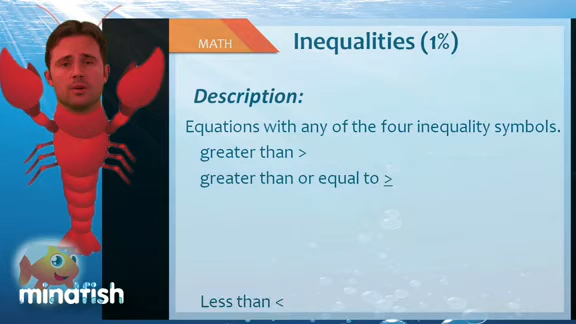 MATH
Inequalities (1%)
Description:
Equations with any of the four inequality symbols.
greater than >
greater than or equal to ≥
Less than <
minafish